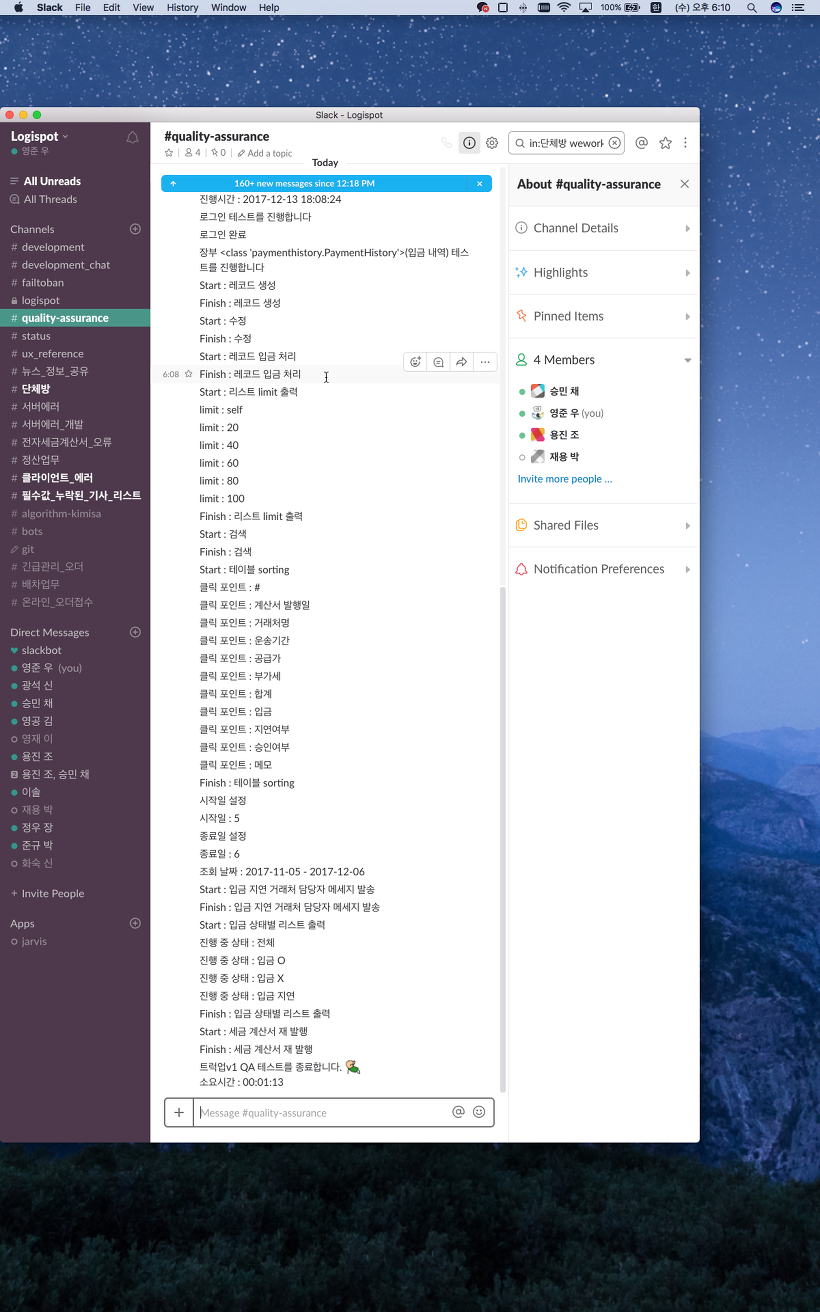 Slack File Edit View History Window Help 100% 한 (수) 오후 6:10
Slack - Logispot
Logispot
영준 우
All Unreads
All Threads
Channels
# development
# development_chat
# failtoban
logispot
# quality-assurance
# status
# ux_reference
# 뉴스_정보_공유
# 단체방
# 서버에러
# 서버에러_개발
# 전자세금계산서_오류
# 정산업무
# 클라이언트_에러
# 필수값_누락된_기사_리스트
# algorithm-kimisa
# bots
git
# 긴급관리_오더
# 배차업무
# 온라인_오더접수
Direct Messages
slackbot
영준 우 (you)
광석 신
승민 채
영공 김
영재 이
용진 조
2 용진 조, 승민 채
이솔
재용 박
정우 장
준규 박
화숙 신
+ Invite People
Apps
jarvis
#quality-assurance
4 | 0 | Add a topic
in:단체방 wework
Today
160+ new messages since 12:18 PM
진행시간 : 2017-12-13 18:08:24
로그인 테스트를 진행합니다
로그인 완료
장부 <class 'paymenthistory.PaymentHistory'>(입금 내역) 테스
트를 진행합니다
Start : 레코드 생성
Finish : 레코드 생성
Start : 수정
Finish : 수정
Start : 레코드 입금 처리
6:08 Finish : 레코드 입금 처리
Start : 리스트 limit 출력
limit : self
limit : 20
limit : 40
limit : 60
limit : 80
limit : 100
Finish : 리스트 limit 출력
Start : 검색
Finish : 검색
Start : 테이블 sorting
클릭 포인트 : #
클릭 포인트 : 계산서 발행일
클릭 포인트 : 거래처명
클릭 포인트 : 운송기간
클릭 포인트 : 공급가
클릭 포인트 : 부가세
클릭 포인트 : 합계
클릭 포인트 : 입금
클릭 포인트 : 지연여부
클릭 포인트 : 승인여부
클릭 포인트 : 메모
Finish : 테이블 sorting
시작일 설정
시작일 : 5
종료일 설정
종료일 : 6
조회 날짜 : 2017-11-05 - 2017-12-06
Start : 입금 지연 거래처 담당자 메세지 발송
Finish : 입금 지연 거래처 담당자 메세지 발송
Start : 입금 상태별 리스트 출력
진행 중 상태 : 전체
진행 중 상태 : 입금 O
진행 중 상태 : 입금 X
진행 중 상태 : 입금 지연
Finish : 입금 상태별 리스트 출력
Start : 세금 계산서 재 발행
Finish : 세금 계산서 재 발행
트럭업v1 QA 테스트를 종료합니다.
소요시간 : 00:01:13
Message #quality-assurance
About #quality-assurance
Channel Details
Highlights
Pinned Items
4 Members
승민 채
영준 우 (you)
용진 조
재용 박
Invite more people ...
Shared Files
Notification Preferences